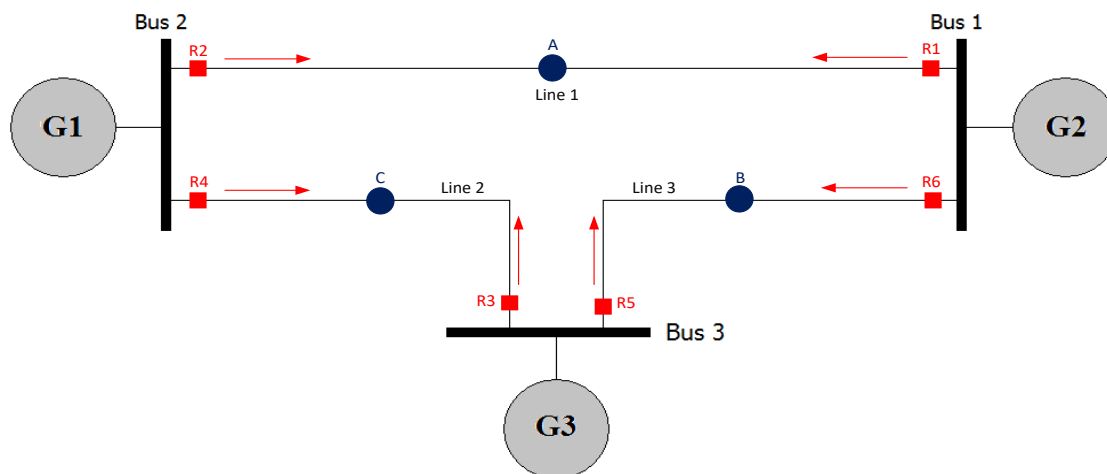 Bus 2
Bus 1
R2
A
R1
Line 1
G1
G2
R4
C
Line 2
Line 3
B
R6
R3
R5
Bus 3
G3